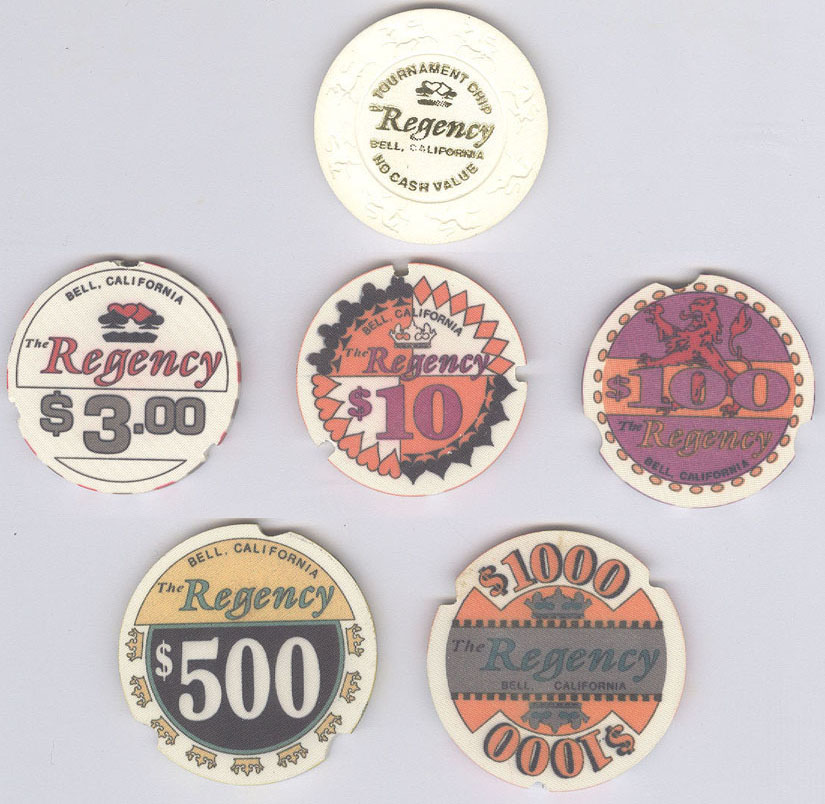 TOURNAMENT CHIP
The
Regency
BELL, CALIFORNIA
NO CASH VALUE
BELL, CALIFORNIA
The Regency
$3.00
BELL, CALIFORNIA
The Regency
$10
$100
The Regency
BELL, CALIFORNIA
BELL, CALIFORNIA
The Regency
$500
$1000
The Regency
BELL, CALIFORNIA
$1000